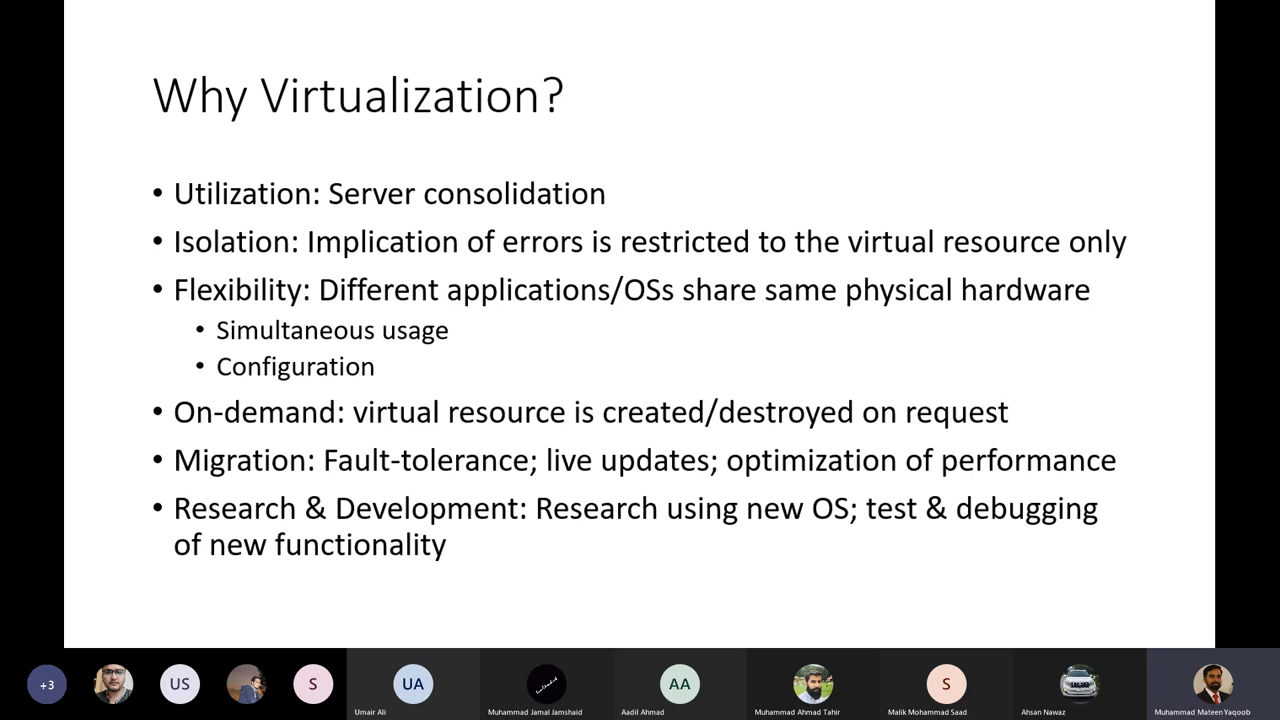 Why Virtualization?
• Utilization: Server consolidation
• Isolation: Implication of errors is restricted to the virtual resource only
• Flexibility: Different applications/OSs share same physical hardware
• Simultaneous usage
• Configuration
• On-demand: virtual resource is created/destroyed on request
• Migration: Fault-tolerance; live updates; optimization of performance
• Research & Development: Research using new OS; test & debugging
of new functionality
+3
US
S
UA
AA
S
Umair Ali
Muhammad Jamal Jamshaid
Aadil Ahmad
Muhammad Ahmad Tahir
Malik Mohammad Saad
Ahsan Nawaz
Muhammad Mateen Yaqoob